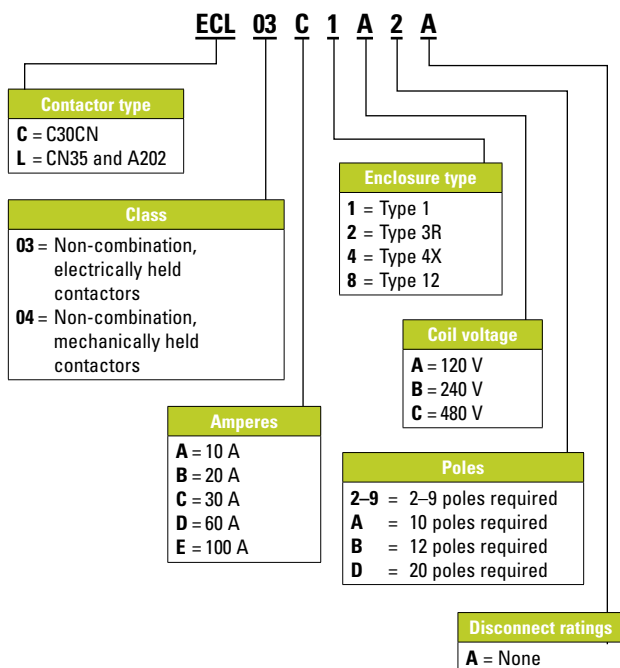 ECL 03 C 1 A 2 A
Contactor type
C = C30CN
L = CN35 and A202
Class
03 = Non-combination,
electrically held
contactors
04 = Non-combination,
mechanically held
contactors
Amperes
A = 10 A
B = 20 A
C = 30 A
D = 60 A
E = 100 A
Enclosure type
1 = Type 1
2 = Type 3R
4 = Type 4X
8 = Type 12
Coil voltage
A = 120 V
B = 240 V
C = 480 V
Poles
2–9 = 2–9 poles required
A = 10 poles required
B = 12 poles required
D = 20 poles required
Disconnect ratings
A = None